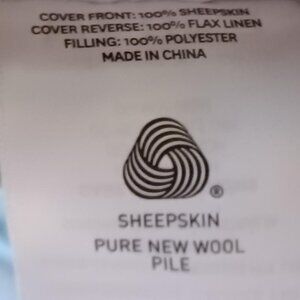 COVER FRONT: 100% SHEEPSKIN
COVER REVERSE: 100% FLAX LINEN
FILLING: 100% POLYESTER
MADE IN CHINA
®
SHEEPSKIN
PURE NEW WOOL
PILE